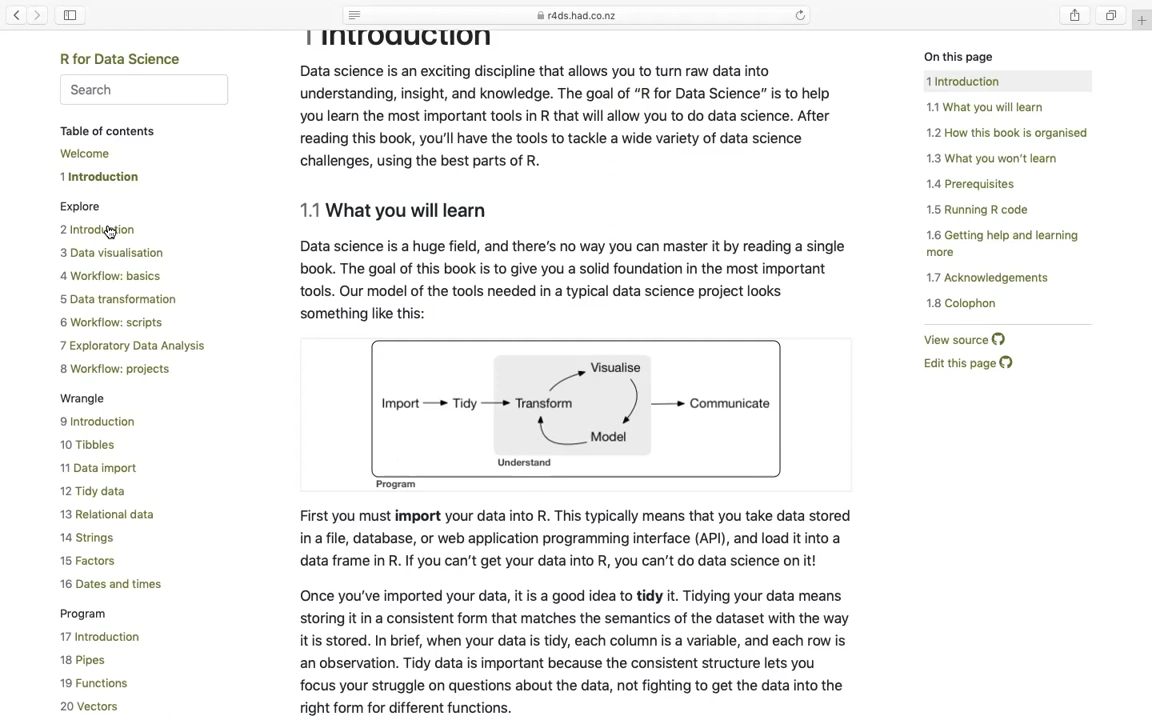 r4ds.had.co.nz
R for Data Science
Search
Table of contents
Welcome
1 Introduction
Explore
2 Introduction
3 Data visualisation
4 Workflow: basics
5 Data transformation
6 Workflow: scripts
7 Exploratory Data Analysis
8 Workflow: projects
Wrangle
9 Introduction
10 Tibbles
11 Data import
12 Tidy data
13 Relational data
14 Strings
15 Factors
16 Dates and times
Program
17 Introduction
18 Pipes
19 Functions
20 Vectors
1 Introduction
Data science is an exciting discipline that allows you to turn raw data into
understanding, insight, and knowledge. The goal of “R for Data Science” is to help
you learn the most important tools in R that will allow you to do data science. After
reading this book, you’ll have the tools to tackle a wide variety of data science
challenges, using the best parts of R.
1.1 What you will learn
Data science is a huge field, and there’s no way you can master it by reading a single
book. The goal of this book is to give you a solid foundation in the most important
tools. Our model of the tools needed in a typical data science project looks
something like this:
Visualise
Import Tidy Transform Communicate
Model
Understand
Program
First you must import your data into R. This typically means that you take data stored
in a file, database, or web application programming interface (API), and load it into a
data frame in R. If you can’t get your data into R, you can’t do data science on it!
Once you’ve imported your data, it is a good idea to tidy it. Tidying your data means
storing it in a consistent form that matches the semantics of the dataset with the way
it is stored. In brief, when your data is tidy, each column is a variable, and each row is
an observation. Tidy data is important because the consistent structure lets you
focus your struggle on questions about the data, not fighting to get the data into the
right form for different functions.
On this page
1 Introduction
1.1 What you will learn
1.2 How this book is organised
1.3 What you won’t learn
1.4 Prerequisites
1.5 Running R code
1.6 Getting help and learning
more
1.7 Acknowledgements
1.8 Colophon
View source
Edit this page